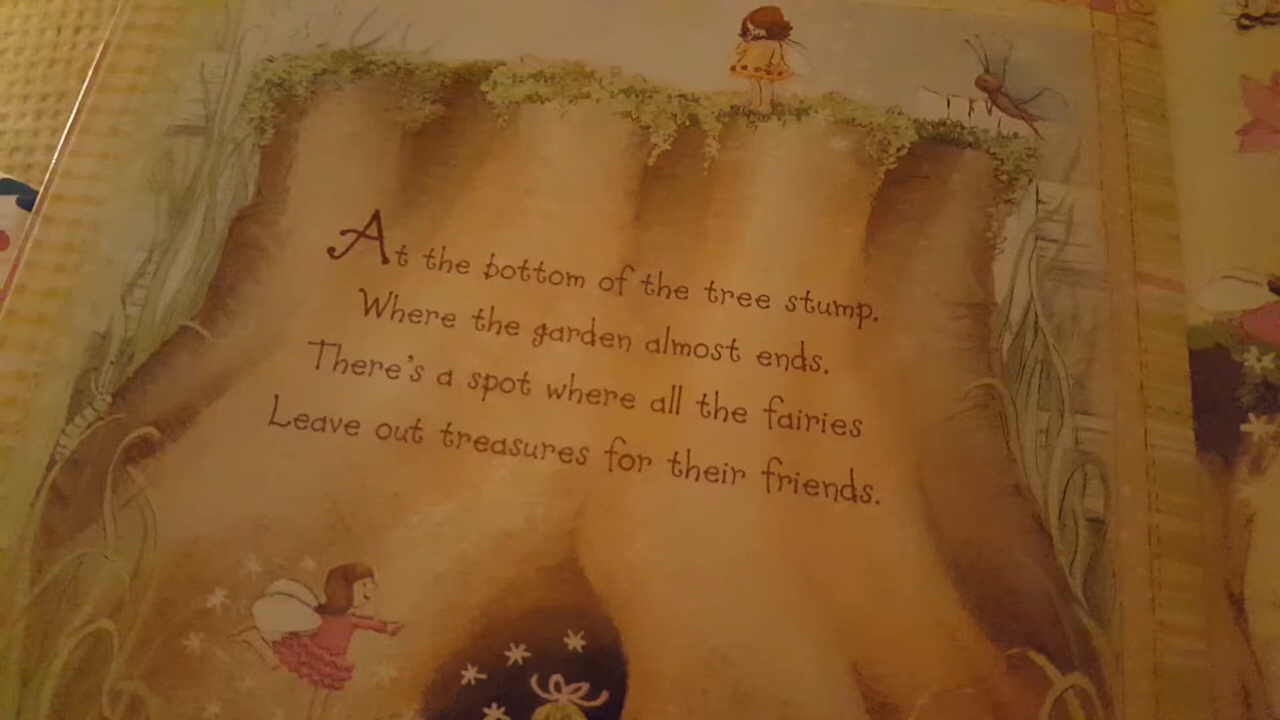 At the bottom of the tree stump.
Where the garden almost ends.
There's a spot where all the fairies
Leave out treasures for their friends.